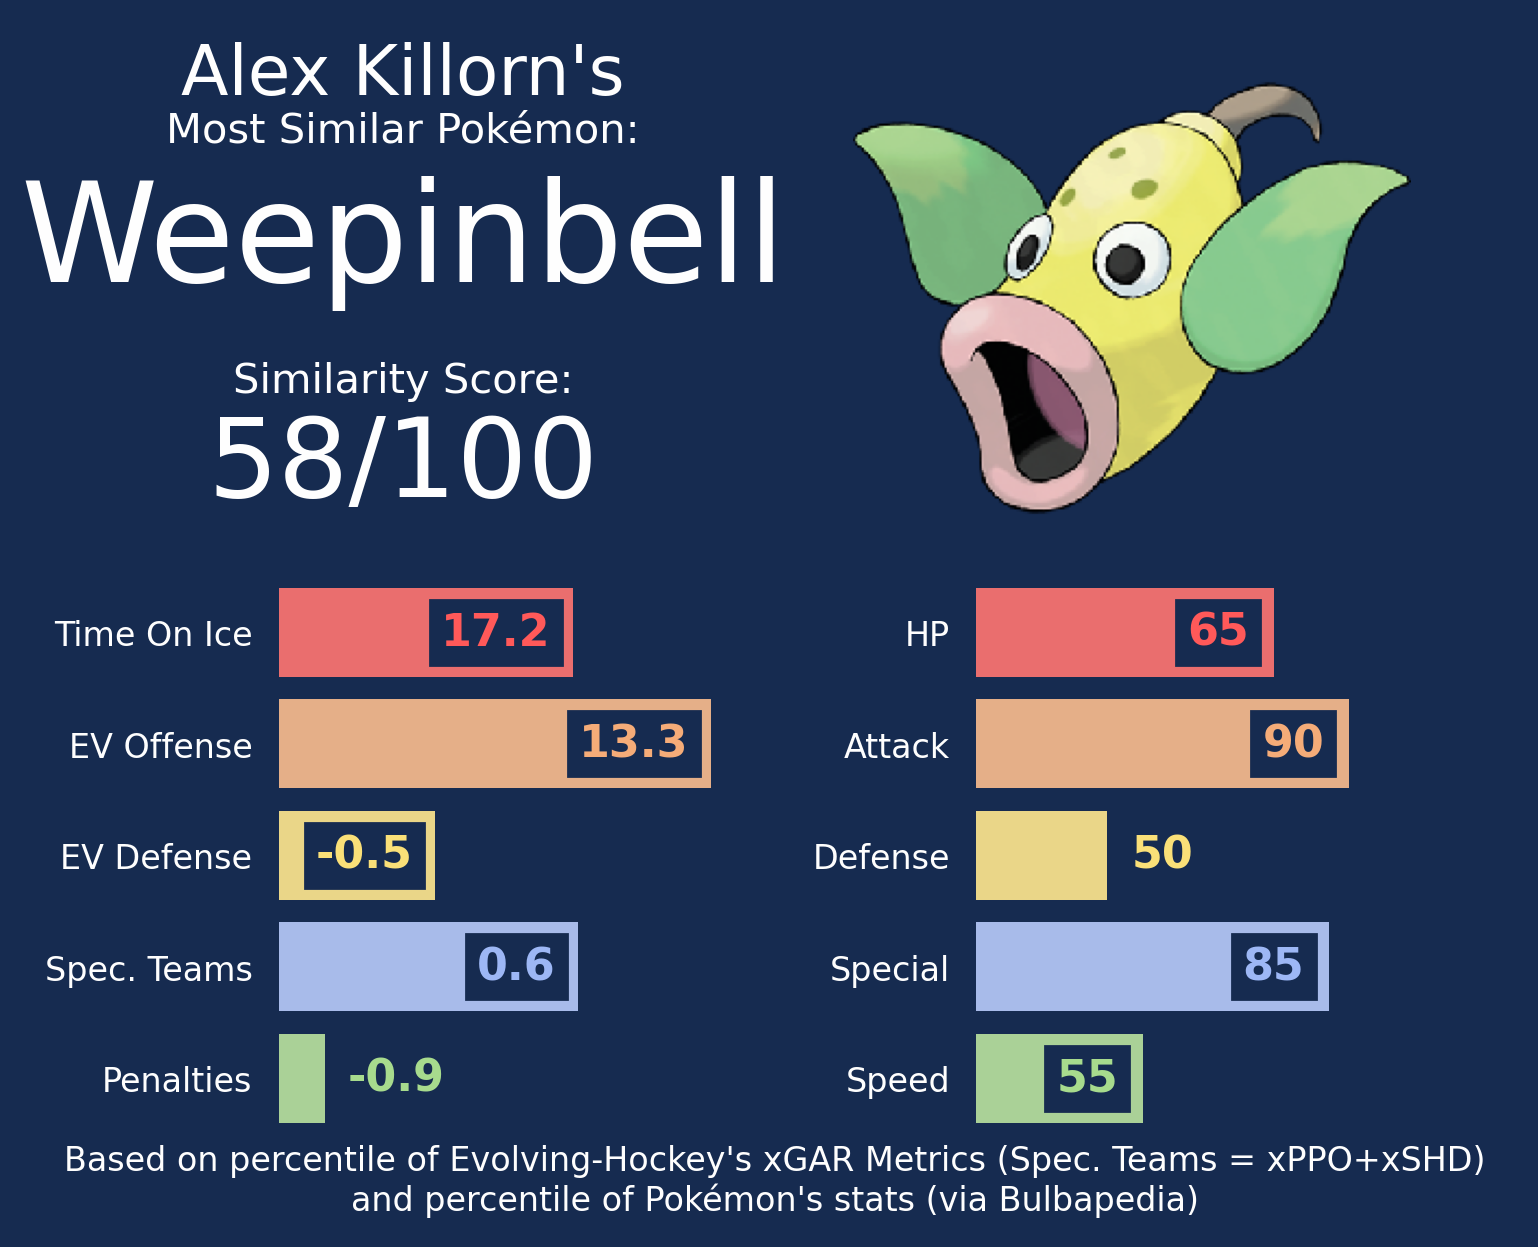 Alex Killorn's
Most Similar Pokémon:
Weepinbell
Similarity Score:
58/100
Time On Ice 17.2
EV Offense 13.3
EV Defense -0.5
Spec. Teams 0.6
Penalties -0.9
HP 65
Attack 90
Defense 50
Special 85
Speed 55
Based on percentile of Evolving-Hockey's xGAR Metrics (Spec. Teams = xPPO+xSHD)
and percentile of Pokémon's stats (via Bulbapedia)